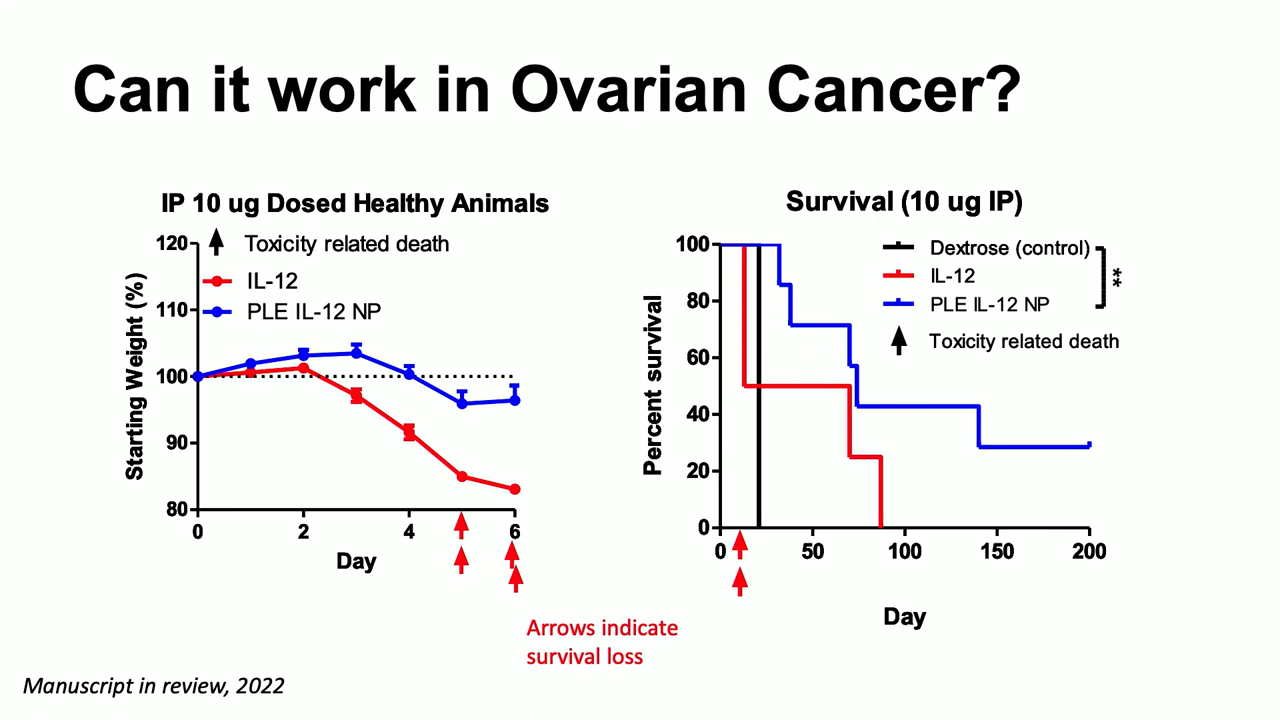 Can it work in Ovarian Cancer?
IP 10 ug Dosed Healthy Animals
Toxicity related death
IL-12
PLE IL-12 NP
Starting Weight (%)
120
110
100
90
80
0
2
4
6
Day
Arrows indicate
survival loss
Survival (10 ug IP)
Dextrose (control)
IL-12
PLE IL-12 NP
**
Toxicity related death
Percent survival
100
80
60
40
20
0
0
50
100
150
200
Day
Manuscript in review, 2022